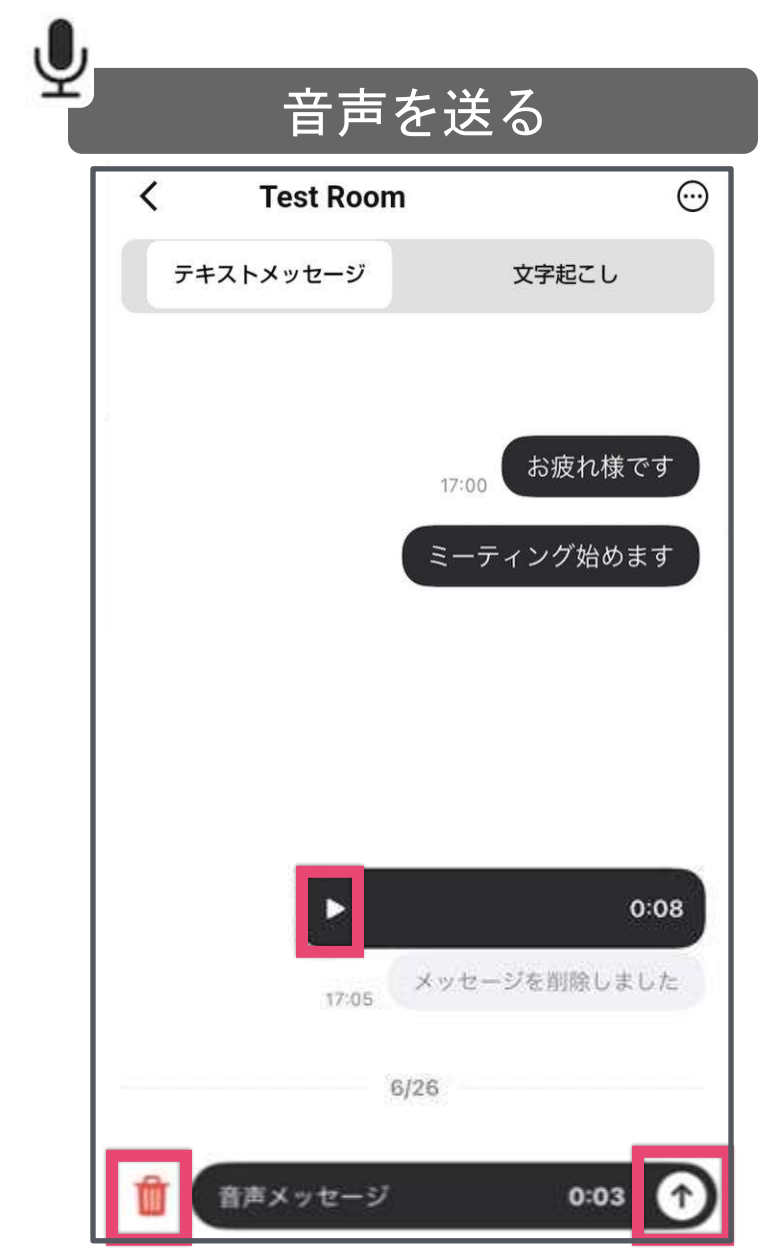 音声を送る
Test Room
テキストメッセージ 文字起こし
お疲れ様です
17:00
ミーティング始めます
0:08
メッセージを削除しました
17:05
6/26
音声メッセージ 0:03